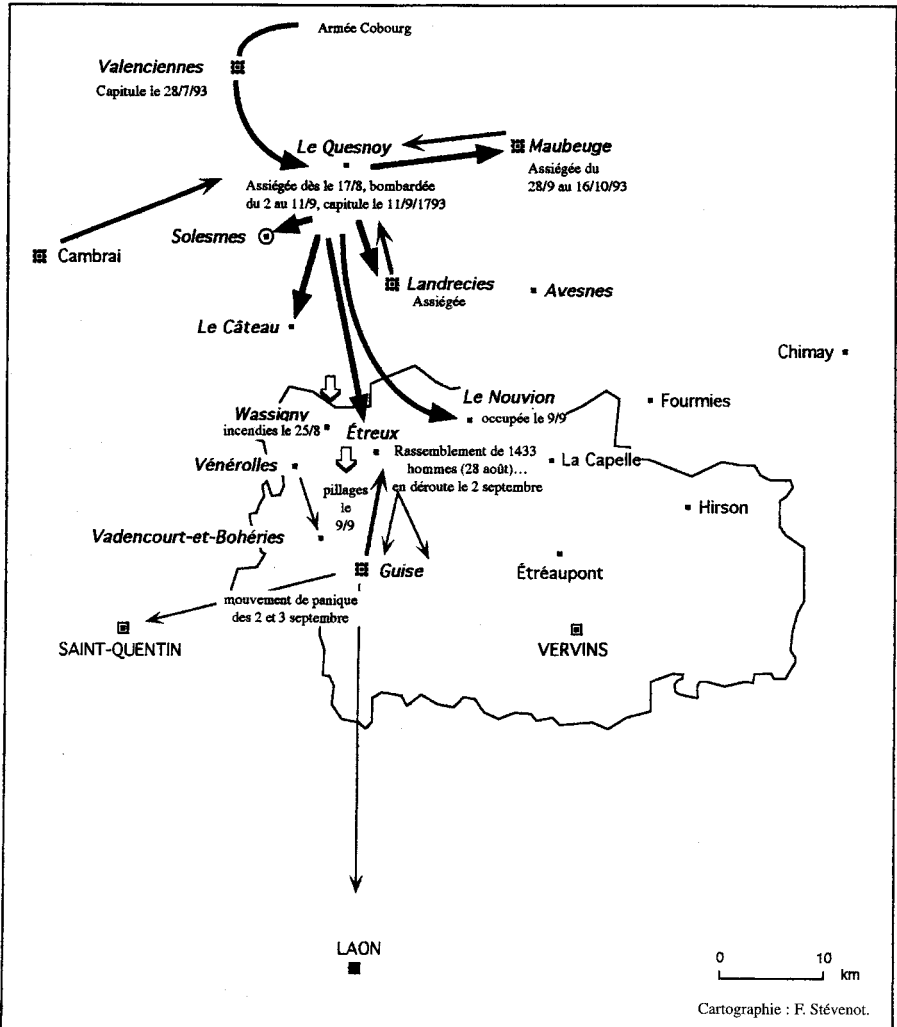 Armée Cobourg
Valenciennes
Capitule le 28/7/93
Le Quesnoy
Maubeuge
Assiégée du
28/9 au 16/10/93
Assiégée dès le 17/8, bombardée
du 2 au 11/9, capitule le 11/9/1793
Solesmes
Cambrai
Landrecies
Assiégée
Avesnes
Le Câteau
Chimay
Le Nouvion
occupée le 9/9
Fourmies
Wassigny
incendies le 25/8
Étreux
Rassemblement de 1433
hommes (28 août)...
en déroute le 2 septembre
La Capelle
Vénérolles
pillages
le
9/9
Hirson
Vadencourt-et-Bohéries
Guise
Étréaupont
mouvement de panique
des 2 et 3 septembre
SAINT-QUENTIN
VERVINS
LAON
0 10
km
Cartographie : F. Stévenot.